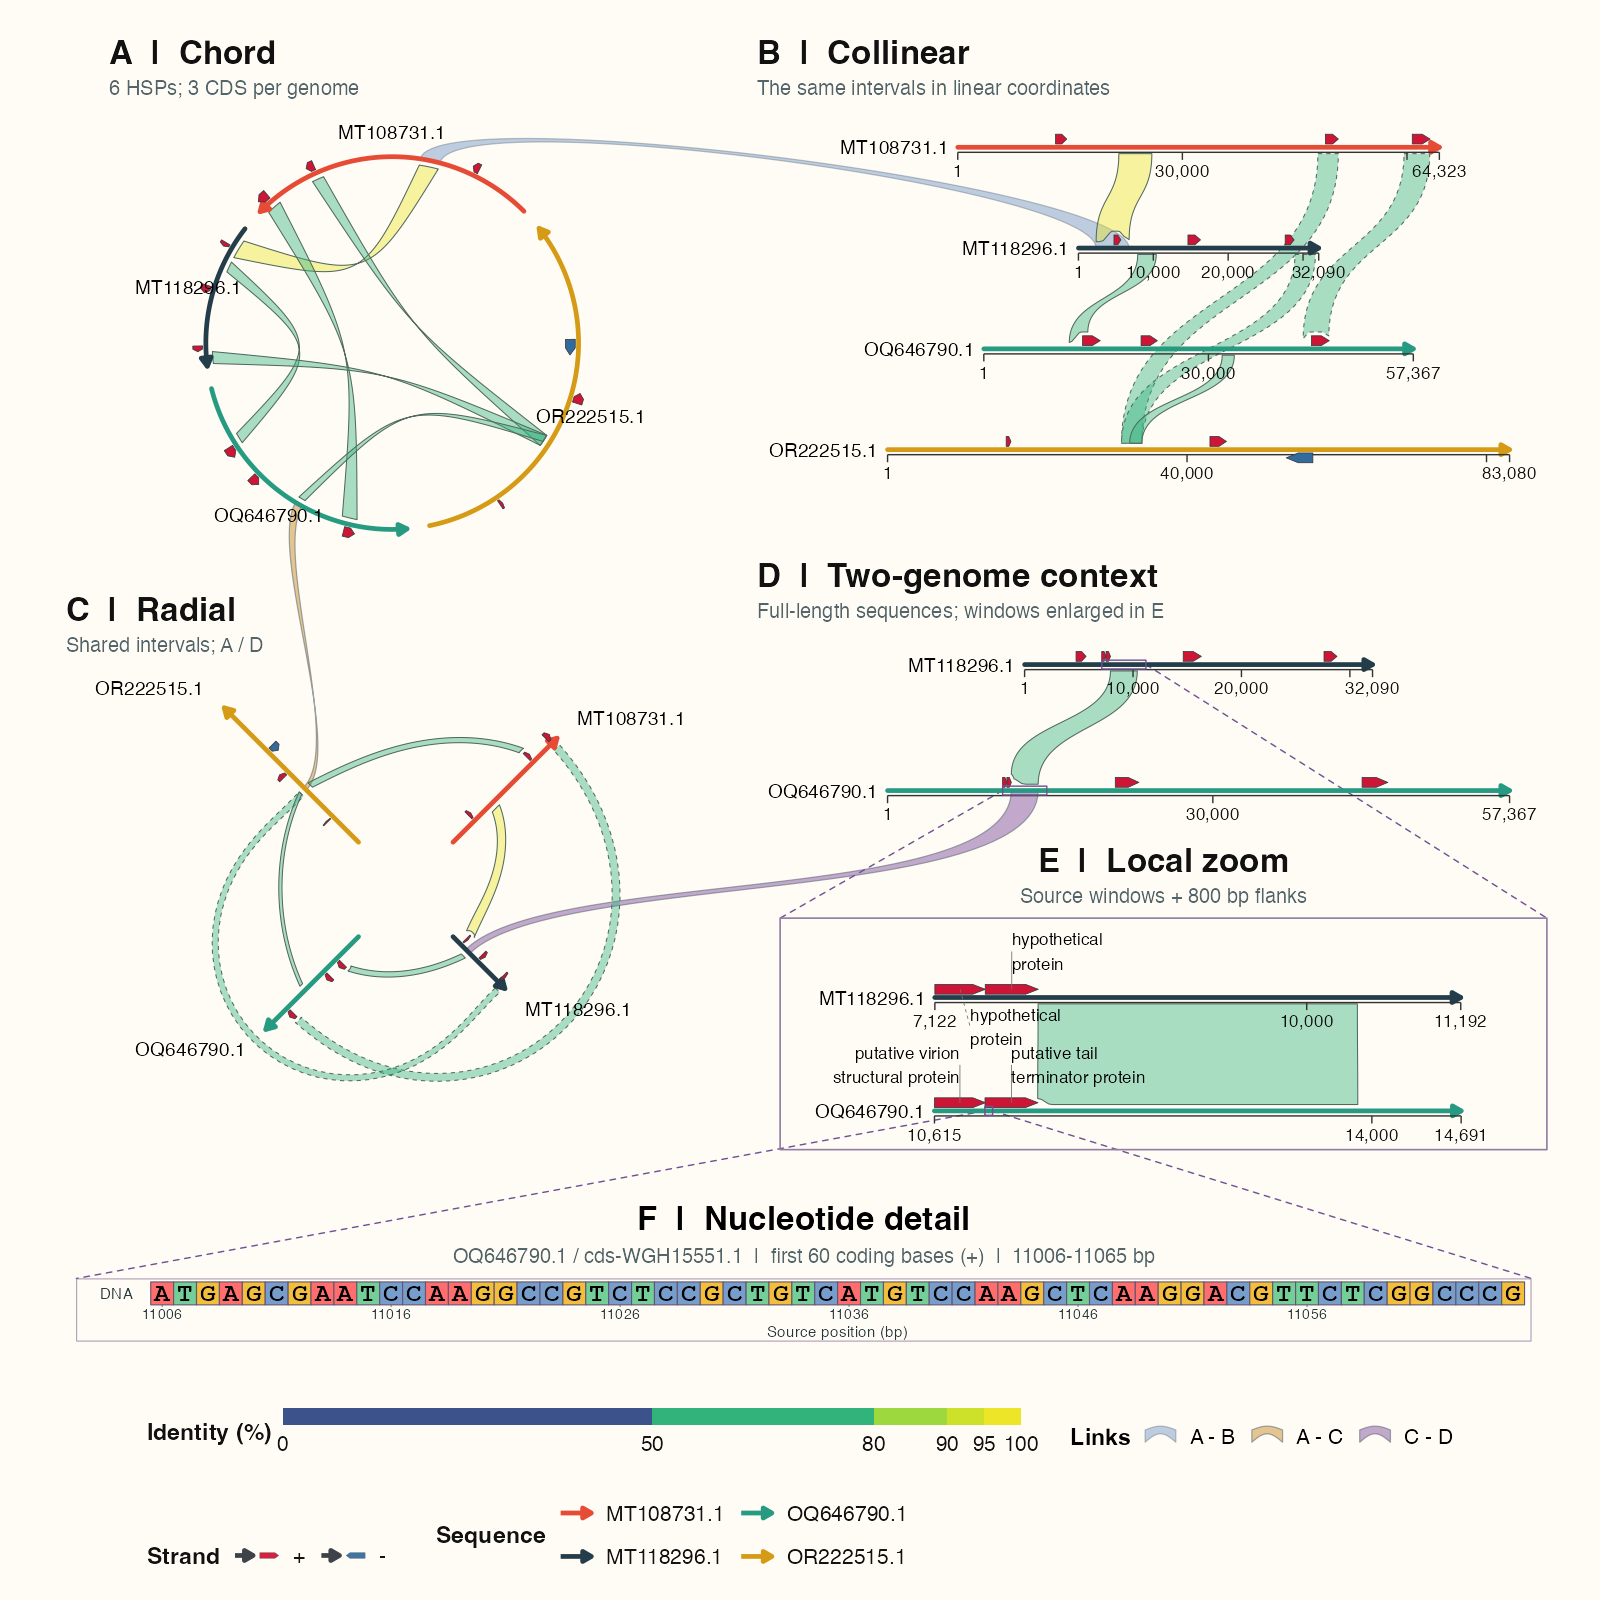 A | Chord
6 HSPs; 3 CDS per genome
MT108731.1
MT118296.1
OR222515.1
OQ646790.1
B | Collinear
The same intervals in linear coordinates
MT108731.1
1 30,000 64,323
MT118296.1
1 10,000 20,000 32,090
OQ646790.1
1 30,000 57,367
OR222515.1
1 40,000 83,080
C | Radial
Shared intervals; A / D
OR222515.1
MT108731.1
MT118296.1
OQ646790.1
D | Two-genome context
Full-length sequences; windows enlarged in E
MT118296.1
1 10,000 20,000 32,090
OQ646790.1
1 30,000 57,367
E | Local zoom
Source windows + 800 bp flanks
hypothetical
protein
MT118296.1
7,122 10,000 11,192
hypothetical
protein
putative virion
structural protein
putative tail
terminator protein
OQ646790.1
10,615 14,000 14,691
F | Nucleotide detail
OQ646790.1 / cds-WGH15551.1 | first 60 coding bases (+) | 11006-11065 bp
DNA A T G A G C G A A T C C A A G G C C G T C T C C G C T G T C A T G T C C A A G C T C A A G G A C G T T C T C G G C C C G
11006 11016 11026 11036 11046 11056
Source position (bp)
Identity (%)
0 50 80 90 95 100
Links A - B A - C C - D
Sequence
MT108731.1 OQ646790.1
MT118296.1 OR222515.1
Strand + -